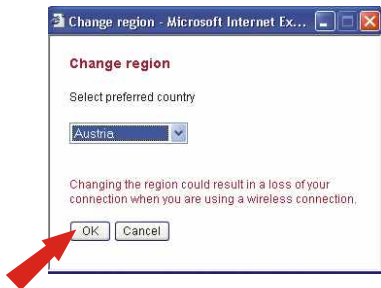 Change region - Microsoft Internet Ex...
Change region
Select preferred country
Austria
Changing the region could result in a loss of your
connection when you are using a wireless connection.
OK Cancel